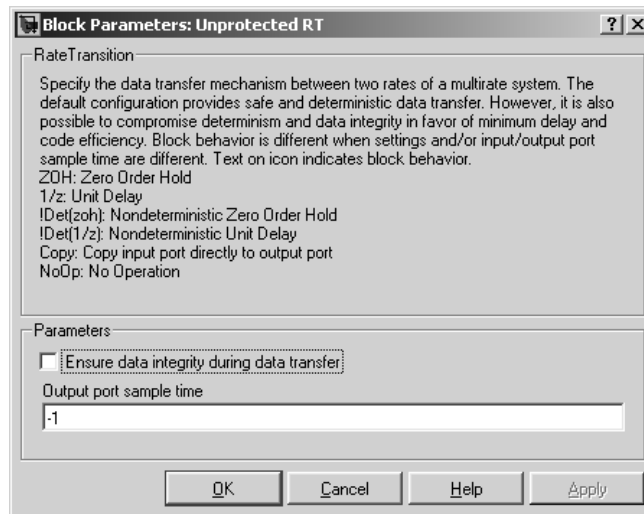 Block Parameters: Unprotected RT
RateTransition
Specify the data transfer mechanism between two rates of a multirate system. The
default configuration provides safe and deterministic data transfer. However, it is also
possible to compromise determinism and data integrity in favor of minimum delay and
code efficiency. Block behavior is different when settings and/or input/output port
sample time are different. Text on icon indicates block behavior.
ZOH: Zero Order Hold
1/z: Unit Delay
!Det(zoh): Nondeterministic Zero Order Hold
!Det(1/z): Nondeterministic Unit Delay
Copy: Copy input port directly to output port
NoOp: No Operation
Parameters
Ensure data integrity during data transfer
Output port sample time
-1
OK Cancel Help Apply